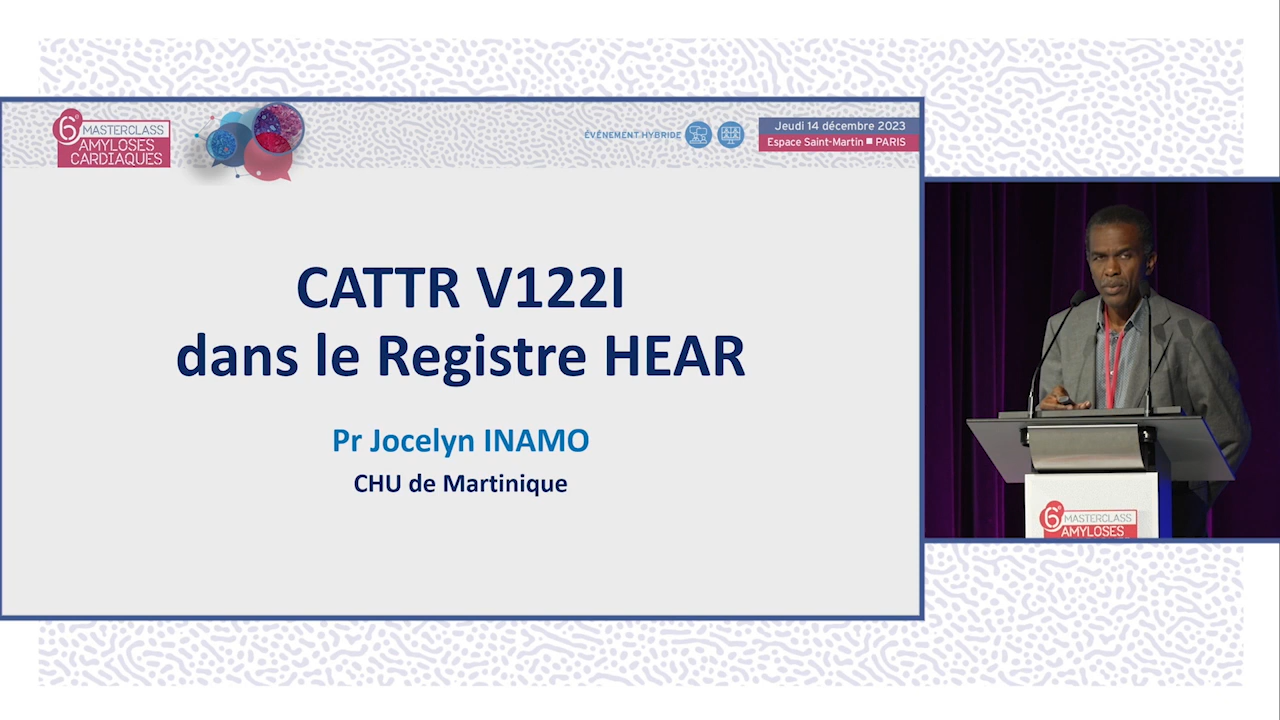 6e MASTERCLASS
AMYLOSES
CARDIAQUES
ÉVÉNEMENT HYBRIDE
Jeudi 14 décembre 2023
Espace Saint-Martin ■ PARIS
CATTR V122I
dans le Registre HEAR
Pr Jocelyn INAMO
CHU de Martinique
6e MASTERCLASS
AMYLOSES